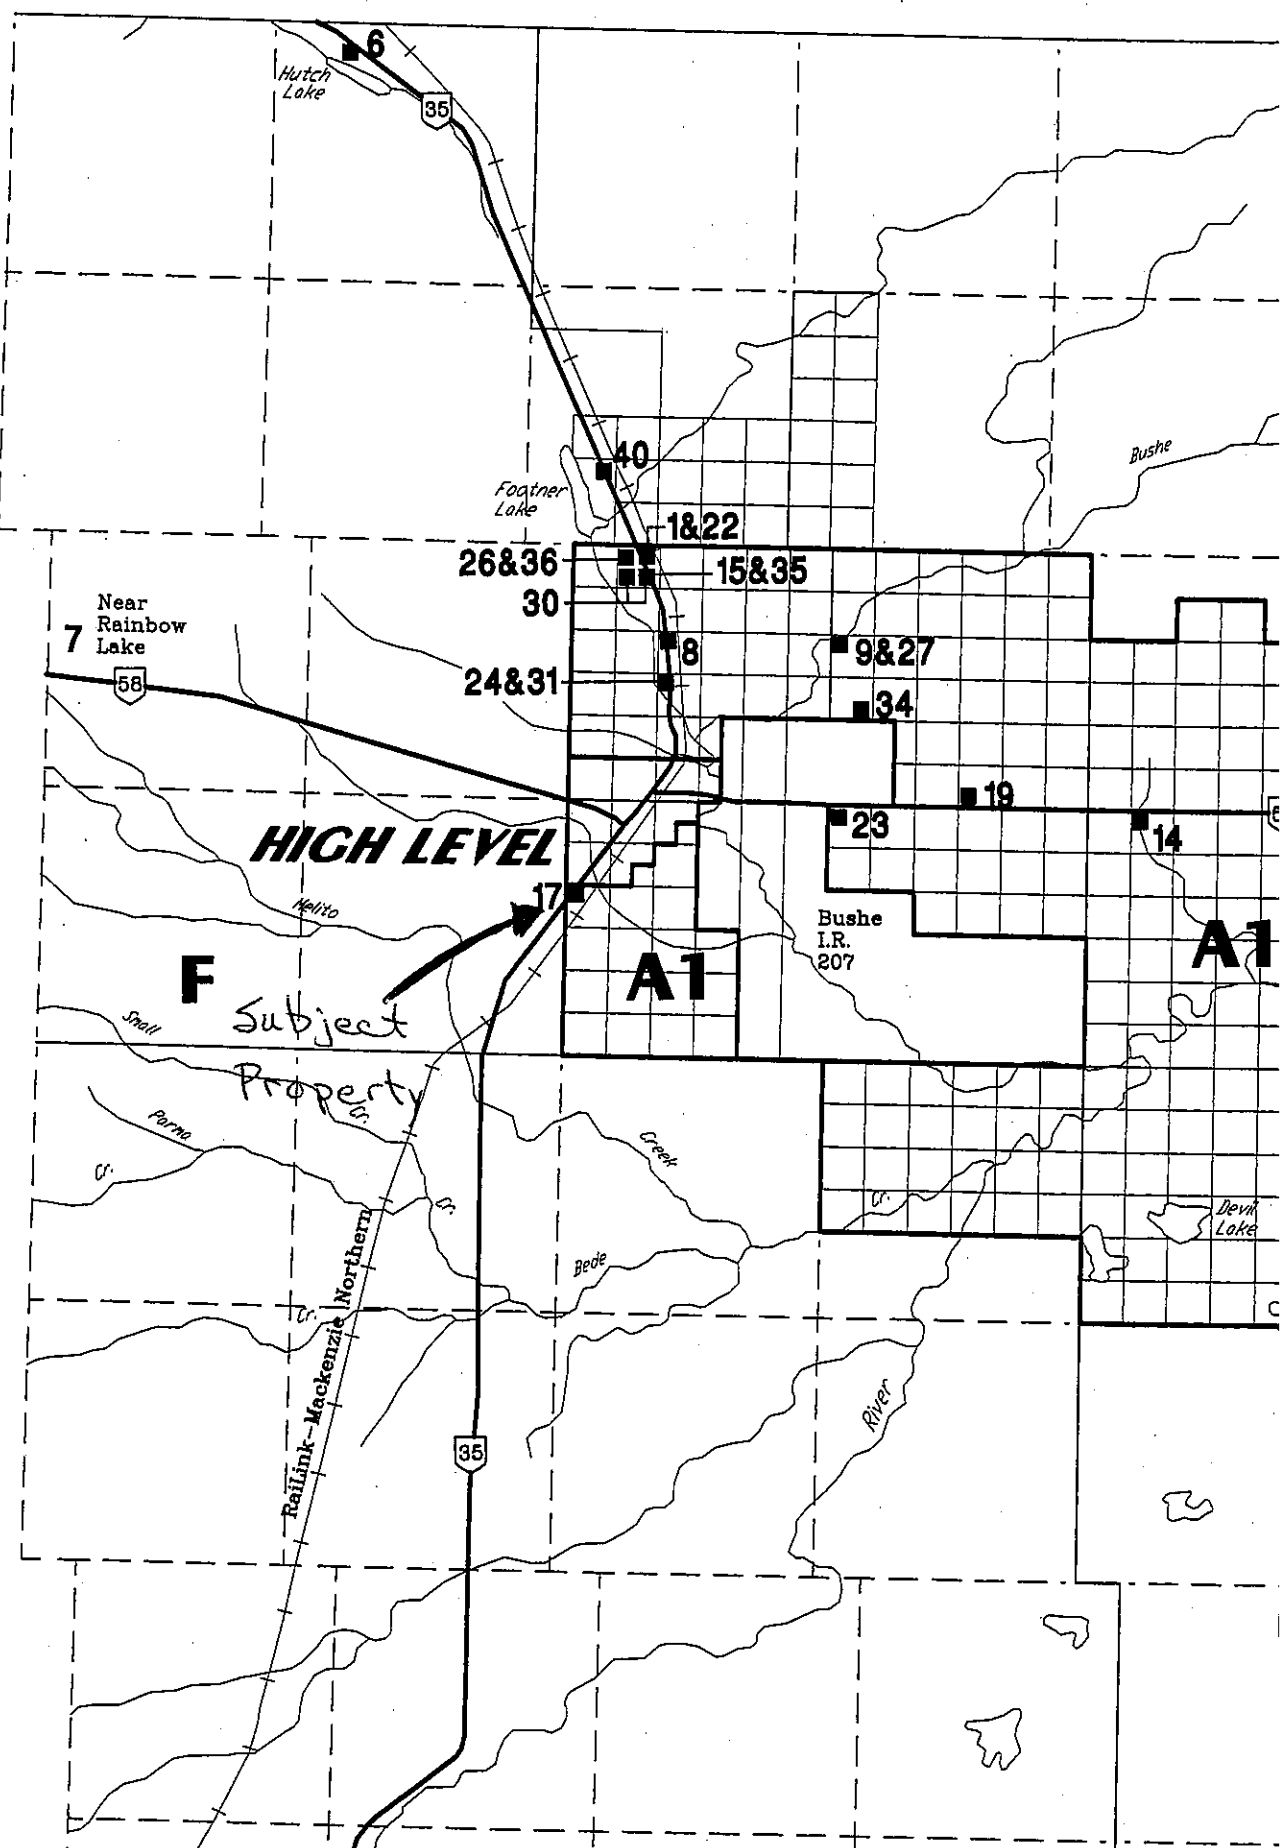 6
Hutch
Lake
35
40
Footner
Lake
Bushe
1&22
26&36
15&35
30
7
Near
Rainbow
Lake
8
9&27
58
24&31
34
19
23
14
HIGH LEVEL
17
Melito
Bushe
I.R.
207
F
A1
A1
Subject
Small
Property
Cr.
Parma
Creek
Cr.
Cr.
Cr.
Devil
Lake
Bede
Cr.
RaiLink-Mackenzie Northern
River
35